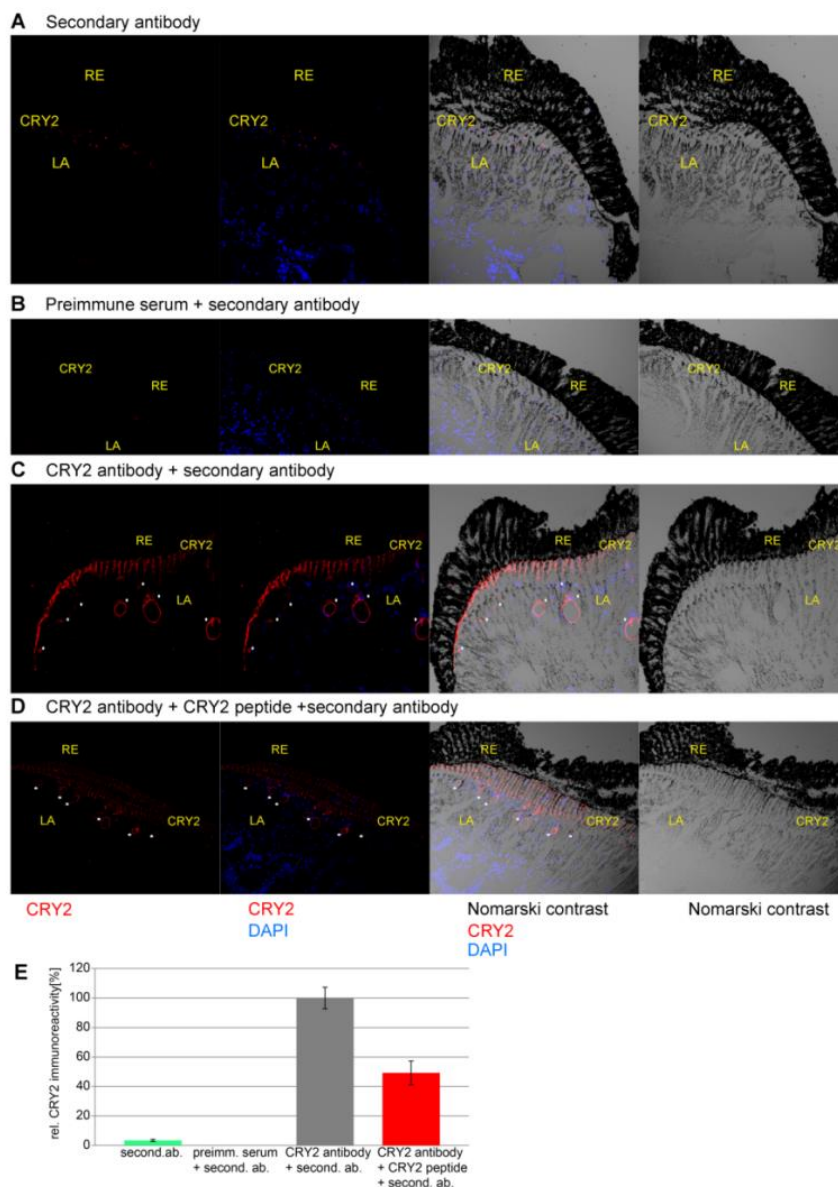 A Secondary antibody
RE RE RE RE
CRY2 CRY2 CRY2 CRY2
LA LA LA LA
B Preimmune serum + secondary antibody
CRY2 CRY2 CRY2 CRY2
RE RE RE RE
LA LA LA LA
C CRY2 antibody + secondary antibody
RE CRY2 RE CRY2 RE CRY2 RE CRY2
LA LA LA LA
D CRY2 antibody + CRY2 peptide +secondary antibody
RE RE RE RE
LA CRY2 LA CRY2 LA CRY2 LA CRY2
CRY2 CRY2 Nomarski contrast Nomarski contrast
DAPI CRY2
DAPI
E
rel. CRY2 immunoreactivity[%]
120
100
80
60
40
20
0
second.ab. preimm. serum CRY2 antibody CRY2 antibody
+ second. ab. + second. ab. + CRY2 peptide
+ second. ab.